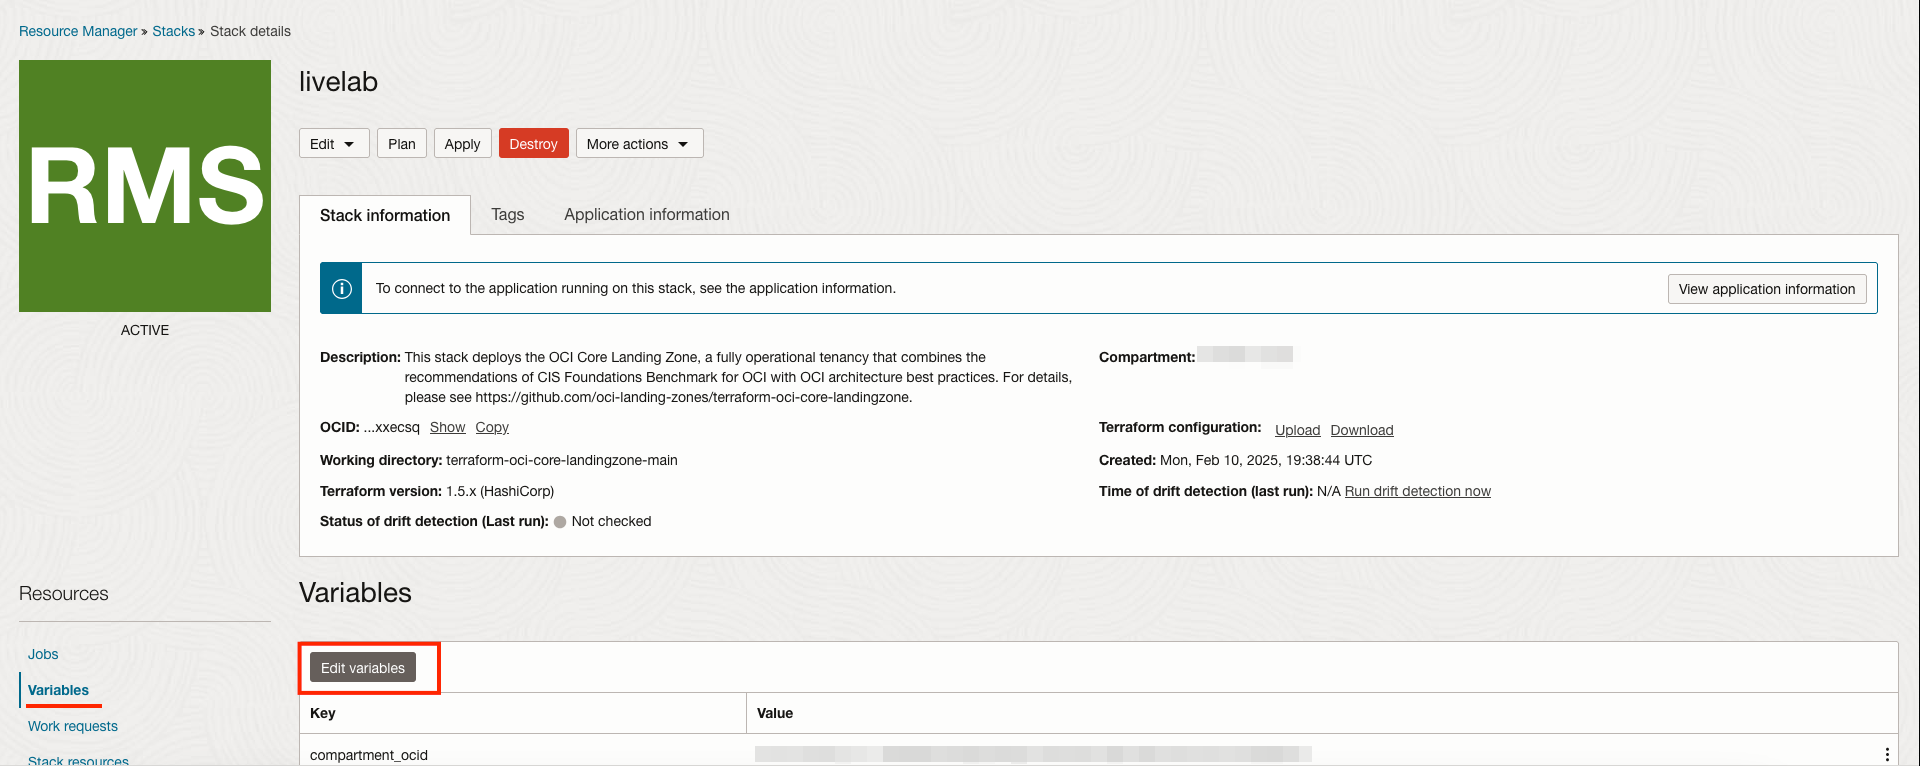 Resource Manager » Stacks » Stack details
RMS
ACTIVE
livelab
Edit Plan Apply Destroy More actions
Stack information Tags Application information
To connect to the application running on this stack, see the application information. View application information
Description: This stack deploys the OCI Core Landing Zone, a fully operational tenancy that combines the
recommendations of CIS Foundations Benchmark for OCI with OCI architecture best practices. For details,
please see https://github.com/oci-landing-zones/terraform-oci-core-landingzone.
Compartment:
OCID: ...xxecsq Show Copy
Terraform configuration: Upload Download
Working directory: terraform-oci-core-landingzone-main
Created: Mon, Feb 10, 2025, 19:38:44 UTC
Terraform version: 1.5.x (HashiCorp)
Time of drift detection (last run): N/A Run drift detection now
Status of drift detection (Last run): Not checked
Resources
Jobs
Variables
Work requests
Stack resources
Variables
Edit variables
Key Value
compartment_ocid